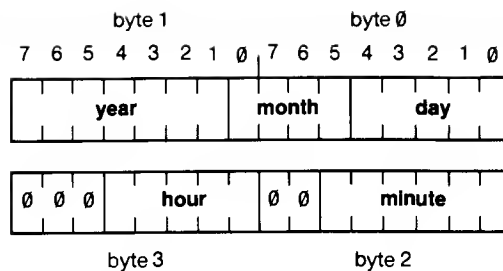 byte 1 byte Ø
7 6 5 4 3 2 1 Ø 7 6 5 4 3 2 1 Ø
year month day
Ø Ø Ø hour Ø Ø minute
byte 3 byte 2